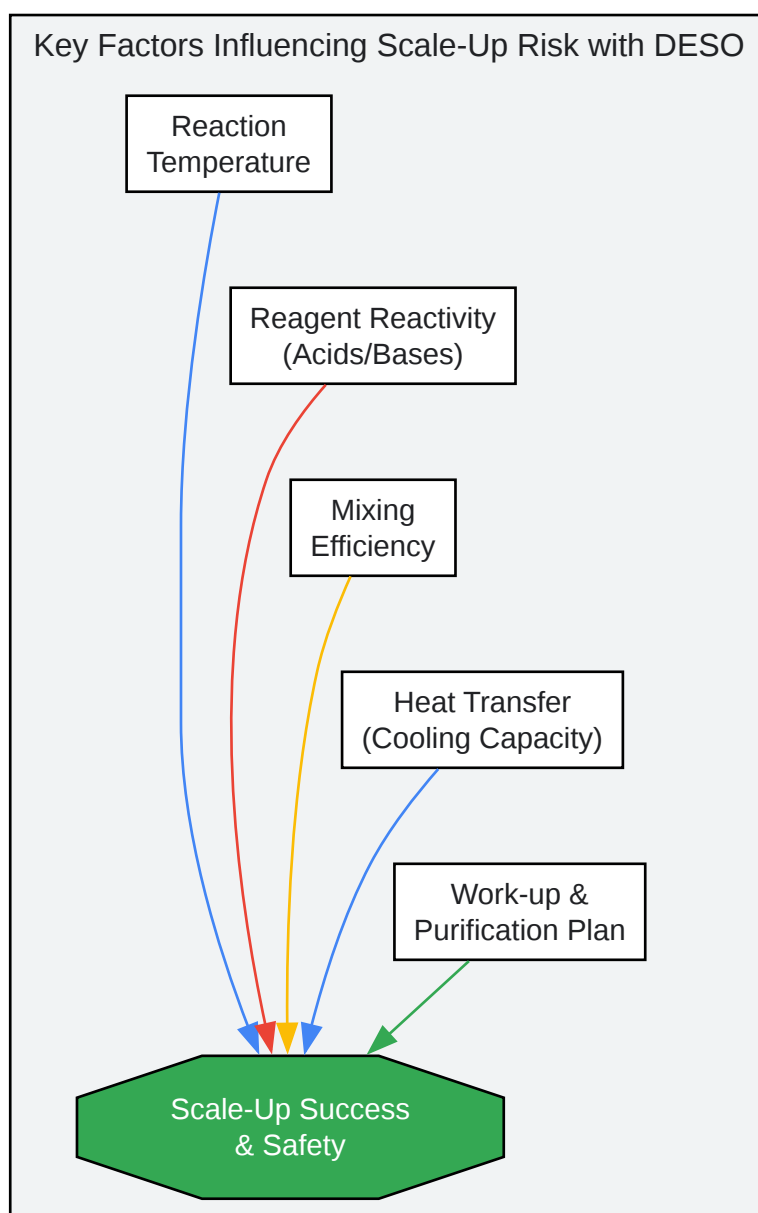 Key Factors Influencing Scale-Up Risk with DESO
Reaction
Temperature
Reagent Reactivity
(Acids/Bases)
Mixing
Efficiency
Heat Transfer
(Cooling Capacity)
Work-up &
Purification Plan
Scale-Up Success
& Safety